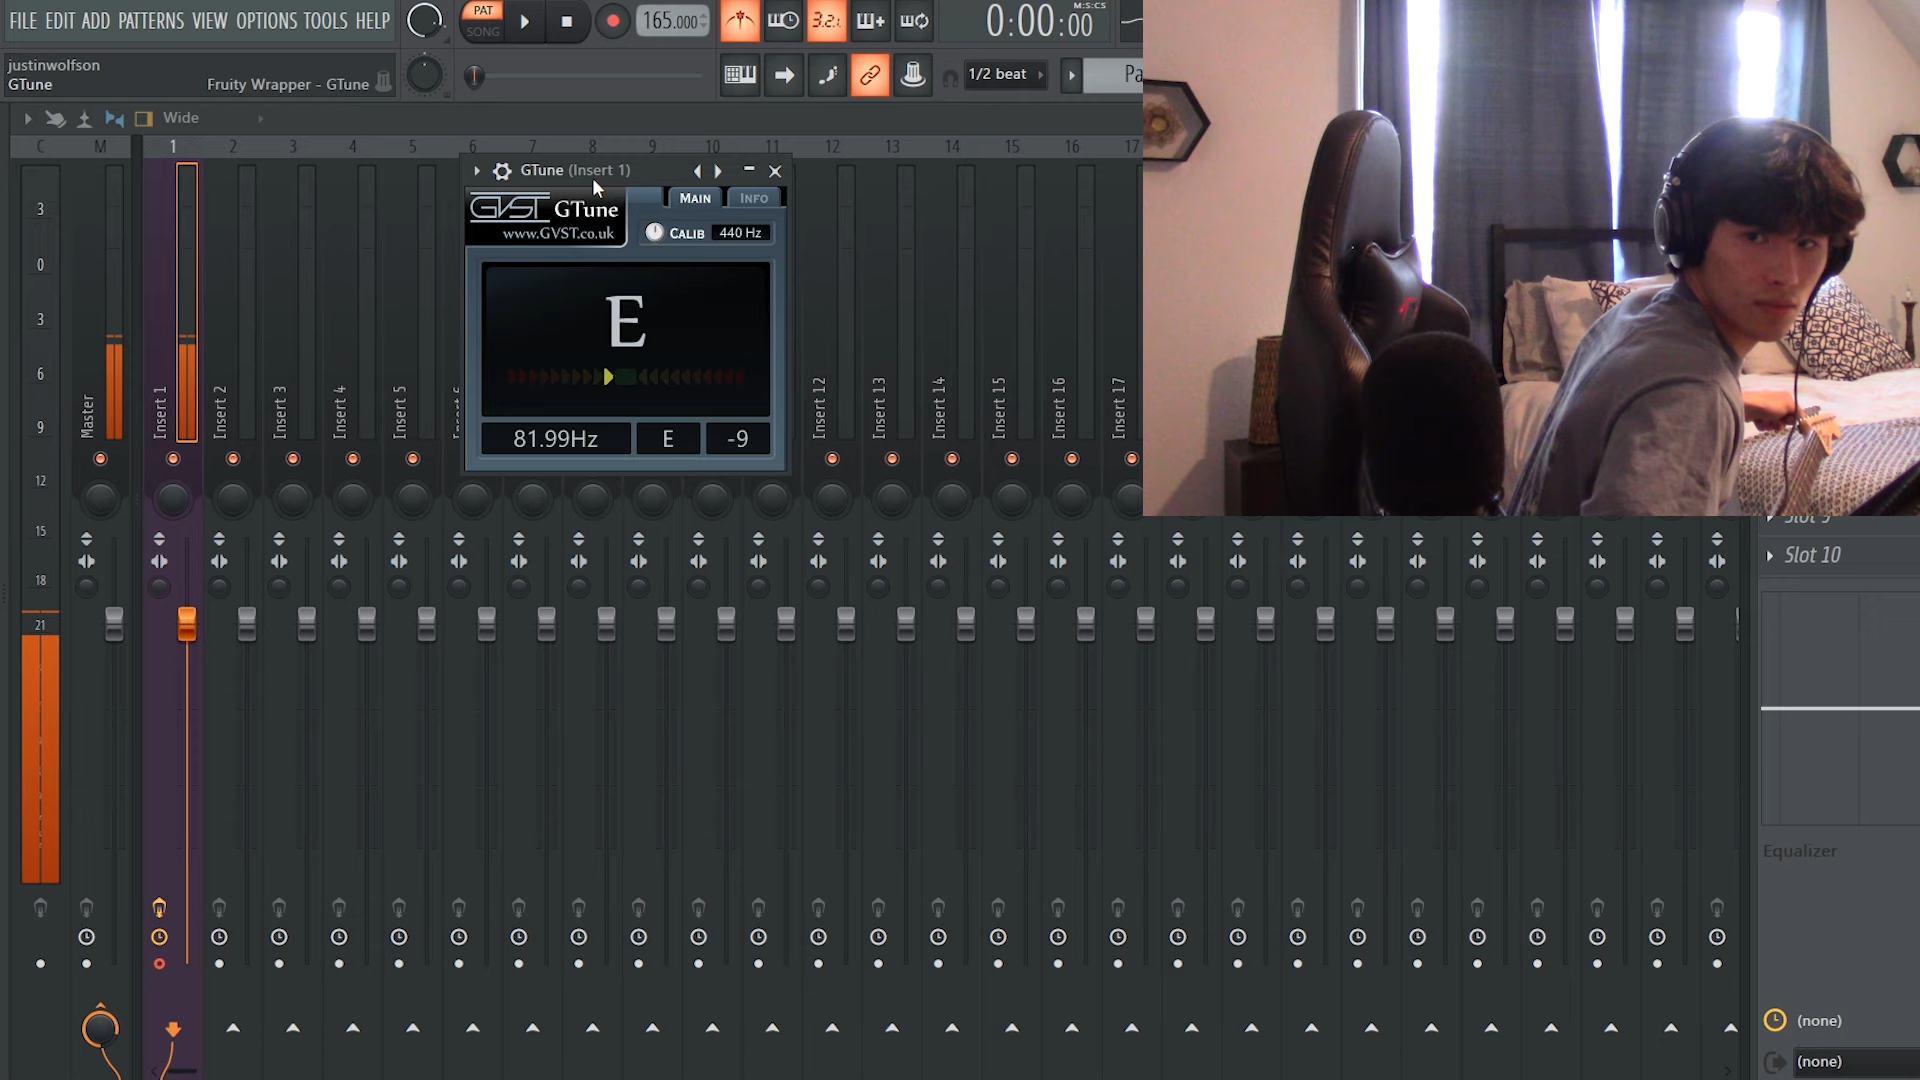 FILE EDIT ADD PATTERNS VIEW OPTIONS TOOLS HELP
PAT
SONG
165.000
3.2.
M:S:CS
0:00:00
justinwolfson
GTune
Fruity Wrapper - GTune
1/2 beat
Pa
Wide
C M 1 2 3 4 5 6 7 8 9 10 11 12 13 14 15 16 17
GTune (Insert 1)
GVST GTune
www.GVST.co.uk
MAIN INFO
CALIB 440 Hz
E
81.99Hz E -9
3
0
3
6
9
12
15
18
21
Master
Insert 1
Insert 2
Insert 3
Insert 4
Insert 5
Insert 12
Insert 13
Insert 14
Insert 15
Insert 16
Insert 17
Slot 9
Slot 10
Equalizer
(none)
(none)